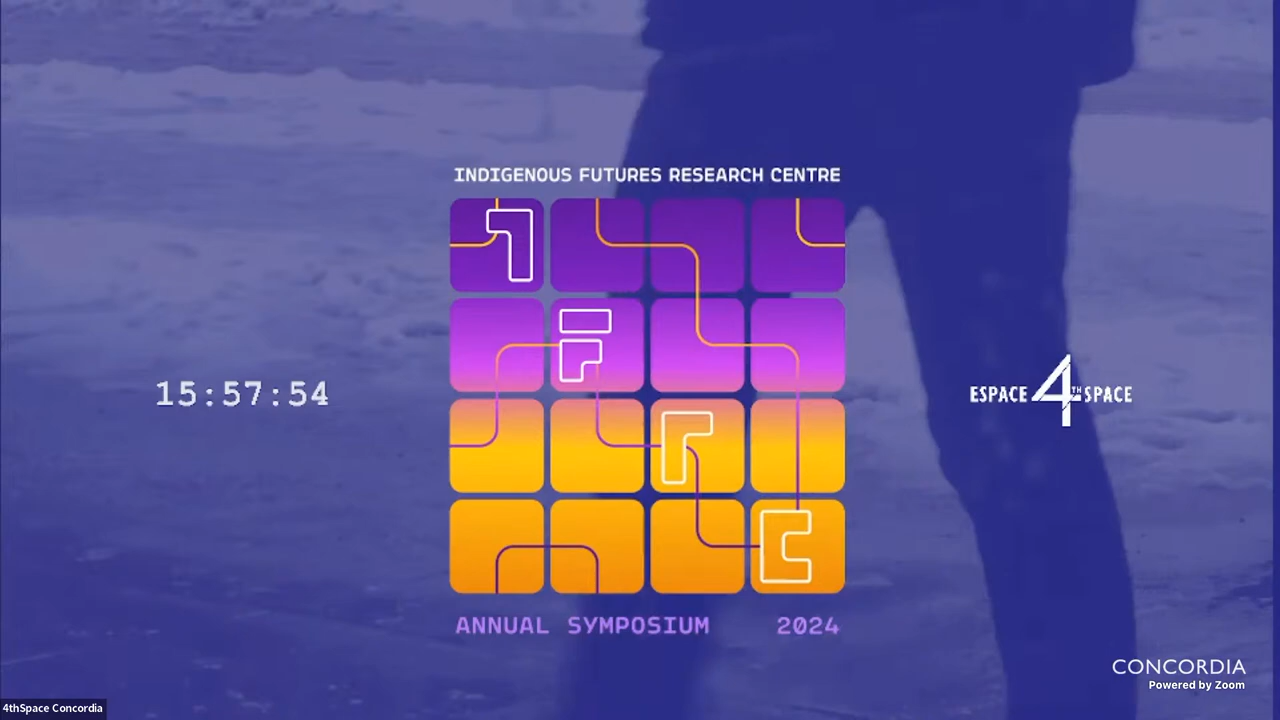 INDIGENOUS FUTURES RESEARCH CENTRE
15:57:54
ESPACE 4TH SPACE
ANNUAL SYMPOSIUM 2024
CONCORDIA
Powered by Zoom
4thSpace Concordia